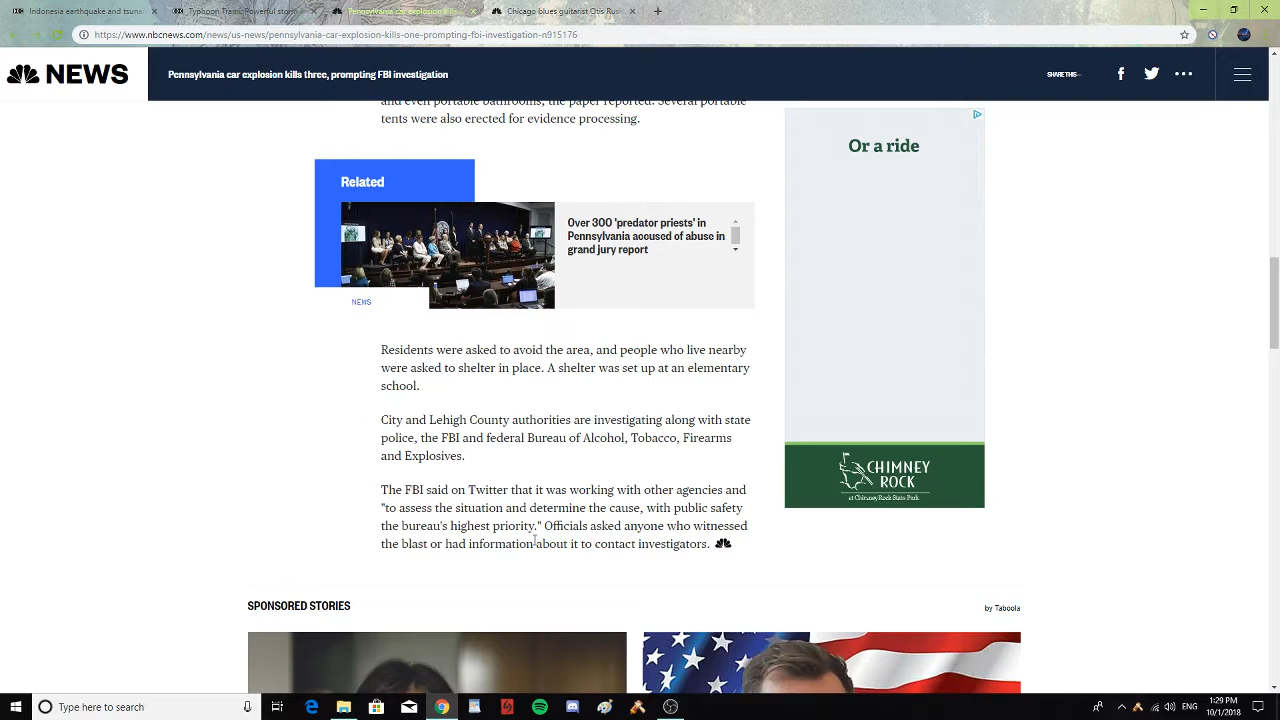 Indonesia earthquake and tsun
Typhoon Trami: Powerful storm
Pennsylvania car explosion kills
Chicago blues guitarist Otis Rus
https://www.nbcnews.com/news/us-news/pennsylvania-car-explosion-kills-one-prompting-fbi-investigation-n915176
NEWS
Pennsylvania car explosion kills three, prompting FBI investigation
SHARE THIS—
and even portable bathrooms, the paper reported. Several portable
tents were also erected for evidence processing.
Or a ride
Related
Over 300 'predator priests' in
Pennsylvania accused of abuse in
grand jury report
NEWS
Residents were asked to avoid the area, and people who live nearby
were asked to shelter in place. A shelter was set up at an elementary
school.
City and Lehigh County authorities are investigating along with state
police, the FBI and federal Bureau of Alcohol, Tobacco, Firearms
and Explosives.
The FBI said on Twitter that it was working with other agencies and
"to assess the situation and determine the cause, with public safety
the bureau's highest priority." Officials asked anyone who witnessed
the blast or had information about it to contact investigators.
CHIMNEY
ROCK
at Chimney Rock State Park
SPONSORED STORIES
by Taboola
Type here to search
ENG
1:29 PM
10/1/2018